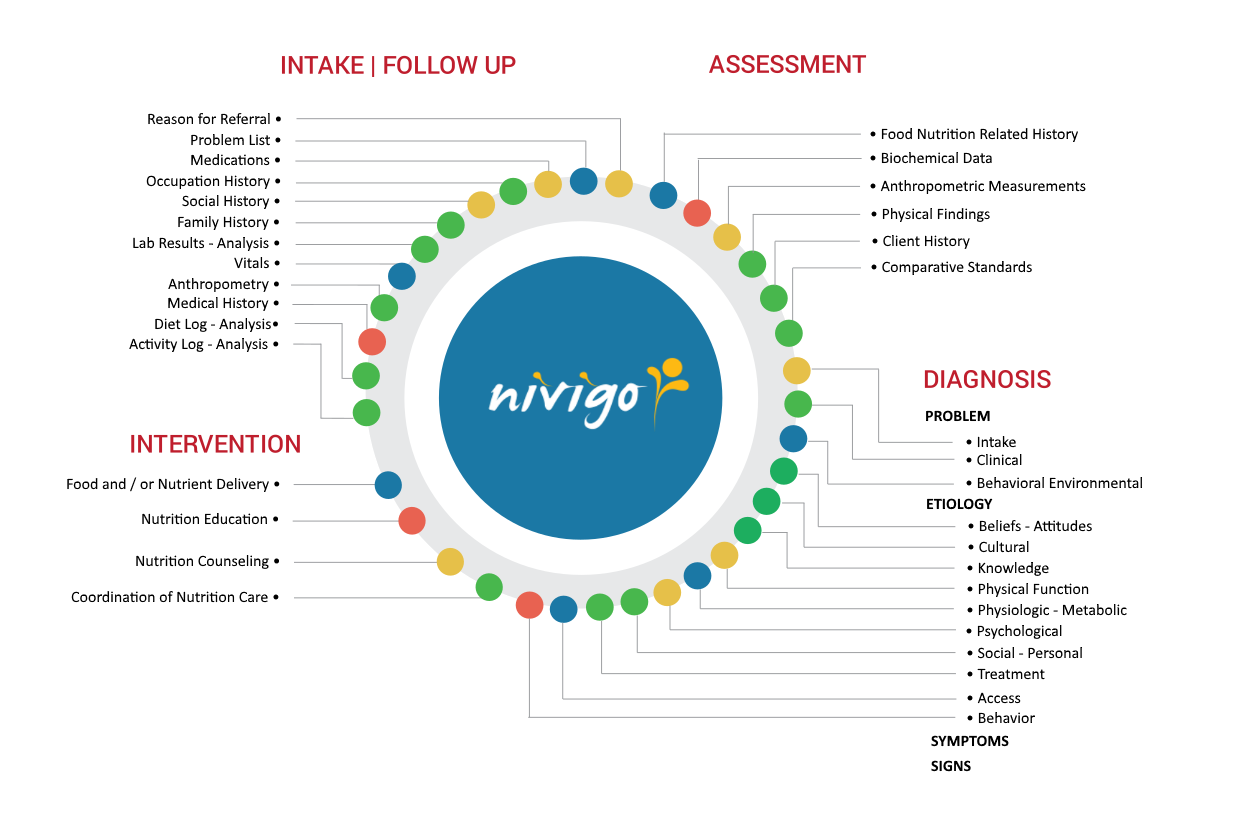 INTAKE | FOLLOW UP
Reason for Referral •
Problem List •
Medications •
Occupation History •
Social History •
Family History •
Lab Results - Analysis •
Vitals •
Anthropometry •
Medical History •
Diet Log - Analysis•
Activity Log - Analysis •
ASSESSMENT
• Food Nutrition Related History
• Biochemical Data
• Anthropometric Measurements
• Physical Findings
• Client History
• Comparative Standards
nivigo
DIAGNOSIS
PROBLEM
• Intake
• Clinical
• Behavioral Environmental
ETIOLOGY
• Beliefs - Attitudes
• Cultural
• Knowledge
• Physical Function
• Physiologic - Metabolic
• Psychological
• Social - Personal
• Treatment
• Access
• Behavior
SYMPTOMS
SIGNS
INTERVENTION
Food and / or Nutrient Delivery •
Nutrition Education •
Nutrition Counseling •
Coordination of Nutrition Care •